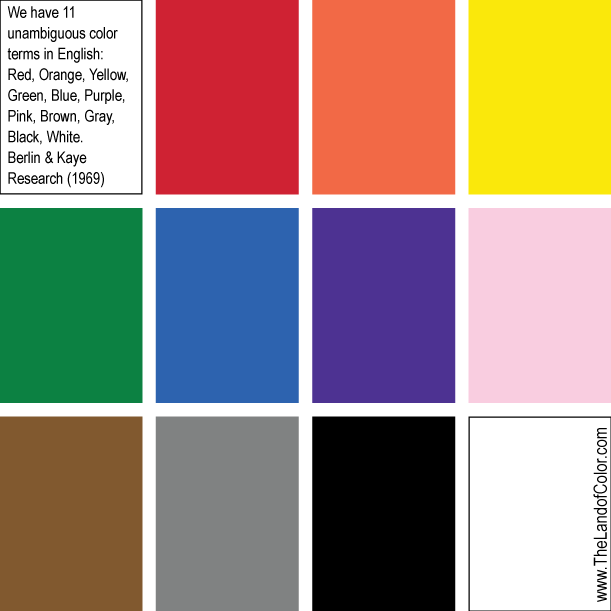 We have 11
unambiguous color
terms in English:
Red, Orange, Yellow,
Green, Blue, Purple,
Pink, Brown, Gray,
Black, White.
Berlin & Kaye
Research (1969)
www.TheLandofColor.com